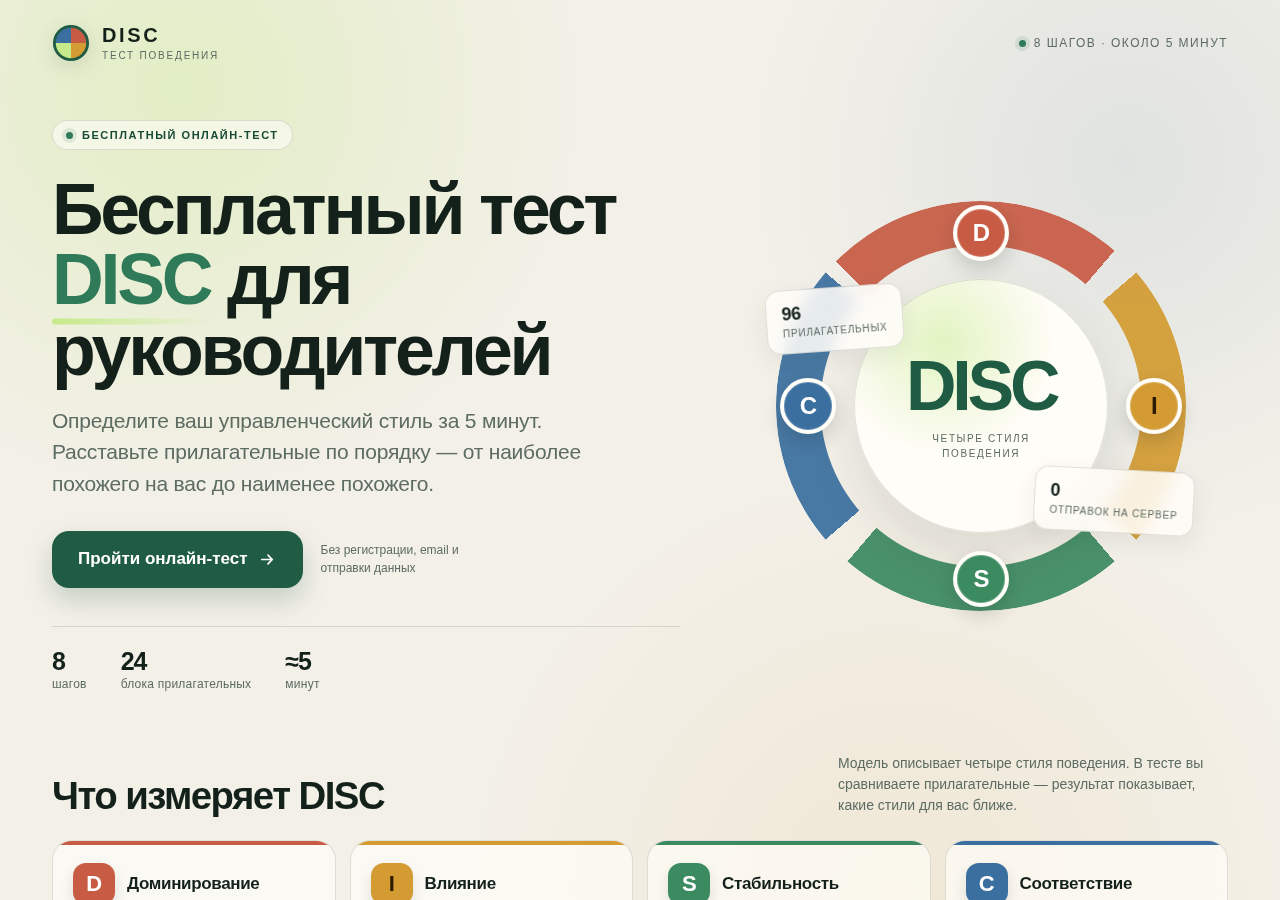 DISC
ТЕСТ ПОВЕДЕНИЯ
8 ШАГОВ · ОКОЛО 5 МИНУТ
БЕСПЛАТНЫЙ ОНЛАЙН-ТЕСТ
Бесплатный тест
DISC для
руководителей
Определите ваш управленческий стиль за 5 минут.
Расставьте прилагательные по порядку — от наиболее
похожего на вас до наименее похожего.
Пройти онлайн-тест →
Без регистрации, email и
отправки данных
8
шагов
24
блока прилагательных
≈5
минут
D
96
ПРИЛАГАТЕЛЬНЫХ
C
DISC
ЧЕТЫРЕ СТИЛЯ
ПОВЕДЕНИЯ
I
0
ОТПРАВОК НА СЕРВЕР
S
Что измеряет DISC
Модель описывает четыре стиля поведения. В тесте вы
сравниваете прилагательные — результат показывает,
какие стили для вас ближе.
D Доминирование
I Влияние
S Стабильность
C Соответствие